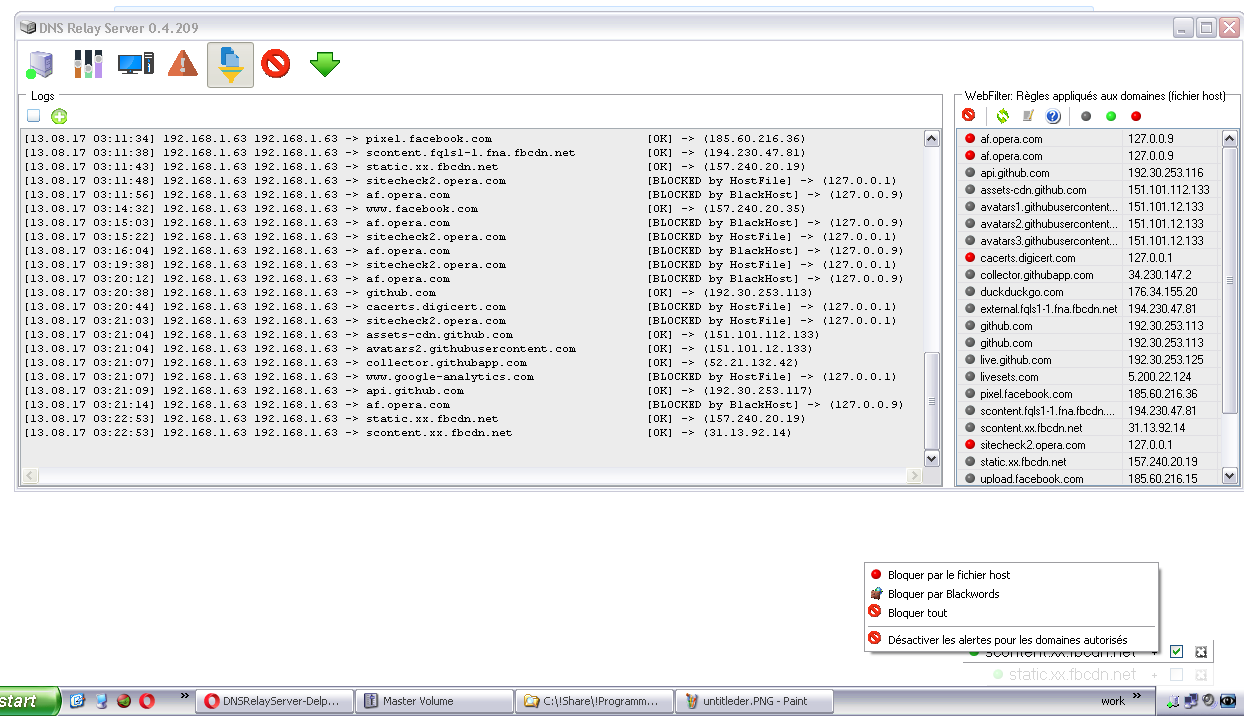 DNS Relay Server 0.4.209
Logs
[13.08.17 03:11:34] 192.168.1.63 192.168.1.63 -> pixel.facebook.com [OK] -> (185.60.216.36)
[13.08.17 03:11:38] 192.168.1.63 192.168.1.63 -> scontent.fqls1-1.fna.fbcdn.net [OK] -> (194.230.47.81)
[13.08.17 03:11:43] 192.168.1.63 192.168.1.63 -> static.xx.fbcdn.net [OK] -> (157.240.20.19)
[13.08.17 03:11:48] 192.168.1.63 192.168.1.63 -> sitecheck2.opera.com [BLOCKED by HostFile] -> (127.0.0.1)
[13.08.17 03:11:56] 192.168.1.63 192.168.1.63 -> af.opera.com [BLOCKED by BlackHost] -> (127.0.0.9)
[13.08.17 03:14:32] 192.168.1.63 192.168.1.63 -> www.facebook.com [OK] -> (157.240.20.35)
[13.08.17 03:15:03] 192.168.1.63 192.168.1.63 -> af.opera.com [BLOCKED by BlackHost] -> (127.0.0.9)
[13.08.17 03:15:22] 192.168.1.63 192.168.1.63 -> sitecheck2.opera.com [BLOCKED by HostFile] -> (127.0.0.1)
[13.08.17 03:16:04] 192.168.1.63 192.168.1.63 -> af.opera.com [BLOCKED by BlackHost] -> (127.0.0.9)
[13.08.17 03:19:38] 192.168.1.63 192.168.1.63 -> sitecheck2.opera.com [BLOCKED by HostFile] -> (127.0.0.1)
[13.08.17 03:20:12] 192.168.1.63 192.168.1.63 -> af.opera.com [BLOCKED by BlackHost] -> (127.0.0.9)
[13.08.17 03:20:38] 192.168.1.63 192.168.1.63 -> github.com [OK] -> (192.30.253.113)
[13.08.17 03:20:44] 192.168.1.63 192.168.1.63 -> cacerts.digicert.com [BLOCKED by HostFile] -> (127.0.0.1)
[13.08.17 03:21:03] 192.168.1.63 192.168.1.63 -> sitecheck2.opera.com [BLOCKED by HostFile] -> (127.0.0.1)
[13.08.17 03:21:04] 192.168.1.63 192.168.1.63 -> assets-cdn.github.com [OK] -> (151.101.112.133)
[13.08.17 03:21:04] 192.168.1.63 192.168.1.63 -> avatars2.githubusercontent.com [OK] -> (151.101.12.133)
[13.08.17 03:21:07] 192.168.1.63 192.168.1.63 -> collector.githubapp.com [OK] -> (52.21.132.42)
[13.08.17 03:21:07] 192.168.1.63 192.168.1.63 -> www.google-analytics.com [BLOCKED by HostFile] -> (127.0.0.1)
[13.08.17 03:21:09] 192.168.1.63 192.168.1.63 -> api.github.com [OK] -> (192.30.253.117)
[13.08.17 03:21:14] 192.168.1.63 192.168.1.63 -> af.opera.com [BLOCKED by BlackHost] -> (127.0.0.9)
[13.08.17 03:22:53] 192.168.1.63 192.168.1.63 -> static.xx.fbcdn.net [OK] -> (157.240.20.19)
[13.08.17 03:22:53] 192.168.1.63 192.168.1.63 -> scontent.xx.fbcdn.net [OK] -> (31.13.92.14)
WebFilter: Règles appliqués aux domaines (fichier host)
af.opera.com 127.0.0.9
af.opera.com 127.0.0.9
api.github.com 192.30.253.116
assets-cdn.github.com 151.101.112.133
avatars1.githubusercontent... 151.101.12.133
avatars2.githubusercontent... 151.101.12.133
avatars3.githubusercontent... 151.101.12.133
cacerts.digicert.com 127.0.0.1
collector.githubapp.com 34.230.147.2
duckduckgo.com 176.34.155.20
external.fqls1-1.fna.fbcdn.net 194.230.47.81
github.com 192.30.253.113
github.com 192.30.253.113
live.github.com 192.30.253.125
livesets.com 5.200.22.124
pixel.facebook.com 185.60.216.36
scontent.fqls1-1.fna.fbcdn.... 194.230.47.81
scontent.xx.fbcdn.net 31.13.92.14
sitecheck2.opera.com 127.0.0.1
static.xx.fbcdn.net 157.240.20.19
upload.facebook.com 185.60.216.15
Bloquer par le fichier host
Bloquer par Blackwords
Bloquer tout
Désactiver les alertes pour les domaines autorisés
scontent.xx.fbcdn.net
static.xx.fbcdn.net
start
DNSRelayServer-Delp...
Master Volume
C:\!Share\!Programm...
untitleder.PNG - Paint
work